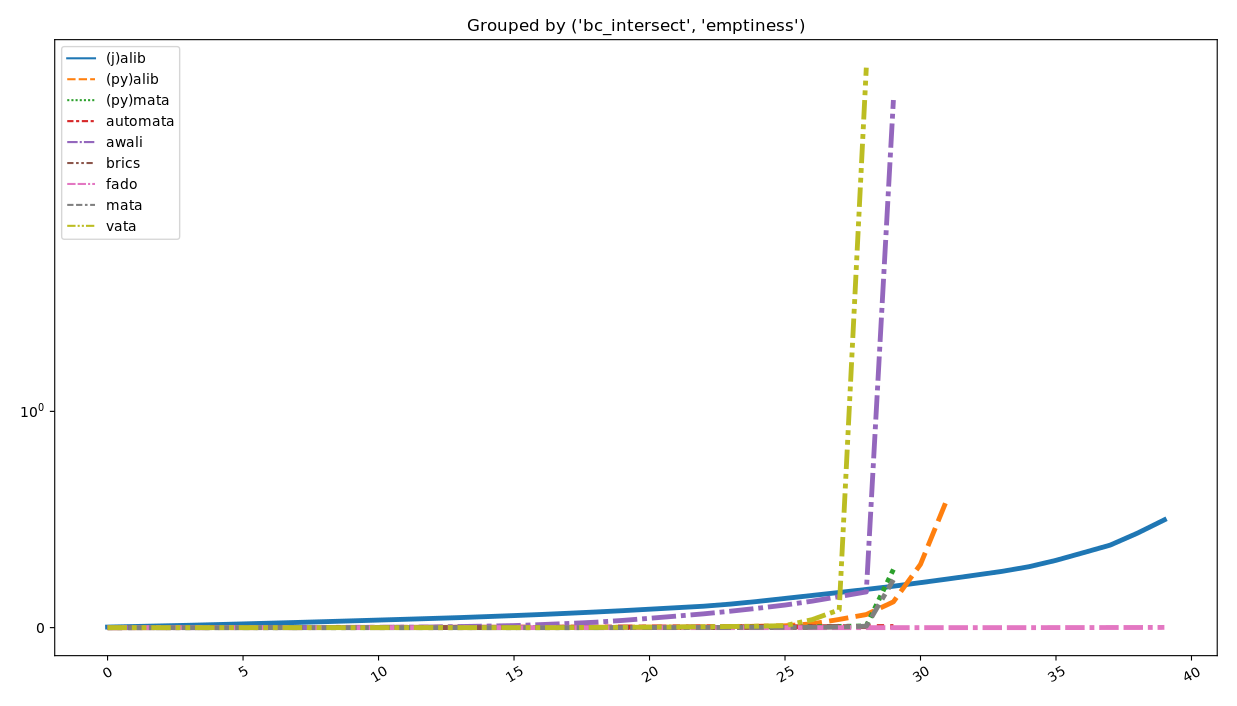 Grouped by ('bc_intersect', 'emptiness')
(j)alib
(py)alib
(py)mata
automata
awali
brics
fado
mata
vata
10^0
0
0 5 10 15 20 25 30 35 40